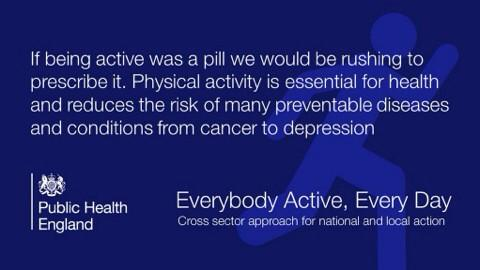 If being active was a pill we would be rushing to
prescribe it. Physical activity is essential for health
and reduces the risk of many preventable diseases
and conditions from cancer to depression
Public Health
England
Everybody Active, Every Day
Cross sector approach for national and local action